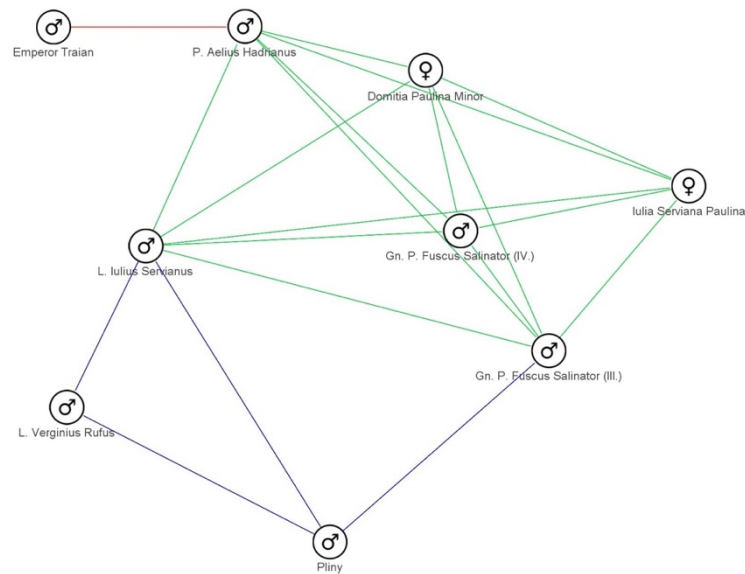 Emperor Traian
P. Aelius Hadrianus
Domitia Paulina Minor
Iulia Serviana Paulina
Gn. P. Fuscus Salinator (IV.)
L. Iulius Servianus
Gn. P. Fuscus Salinator (III.)
L. Verginius Rufus
Pliny